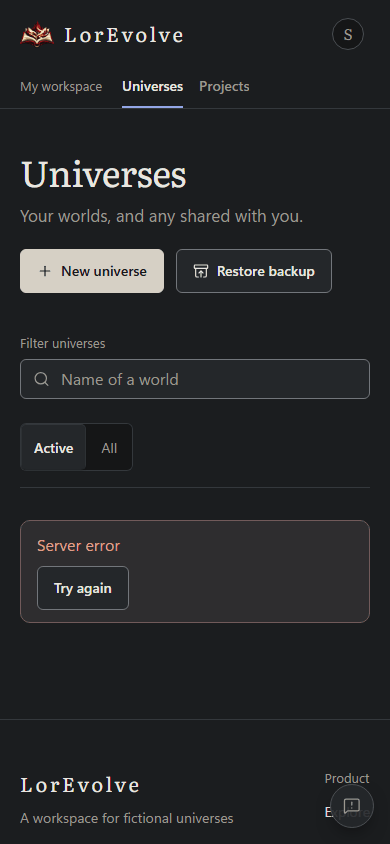 LorEvolve
S
My workspace Universes Projects
Universes
Your worlds, and any shared with you.
New universe Restore backup
Filter universes
Name of a world
Active All
Server error
Try again
LorEvolve
A workspace for fictional universes
Product